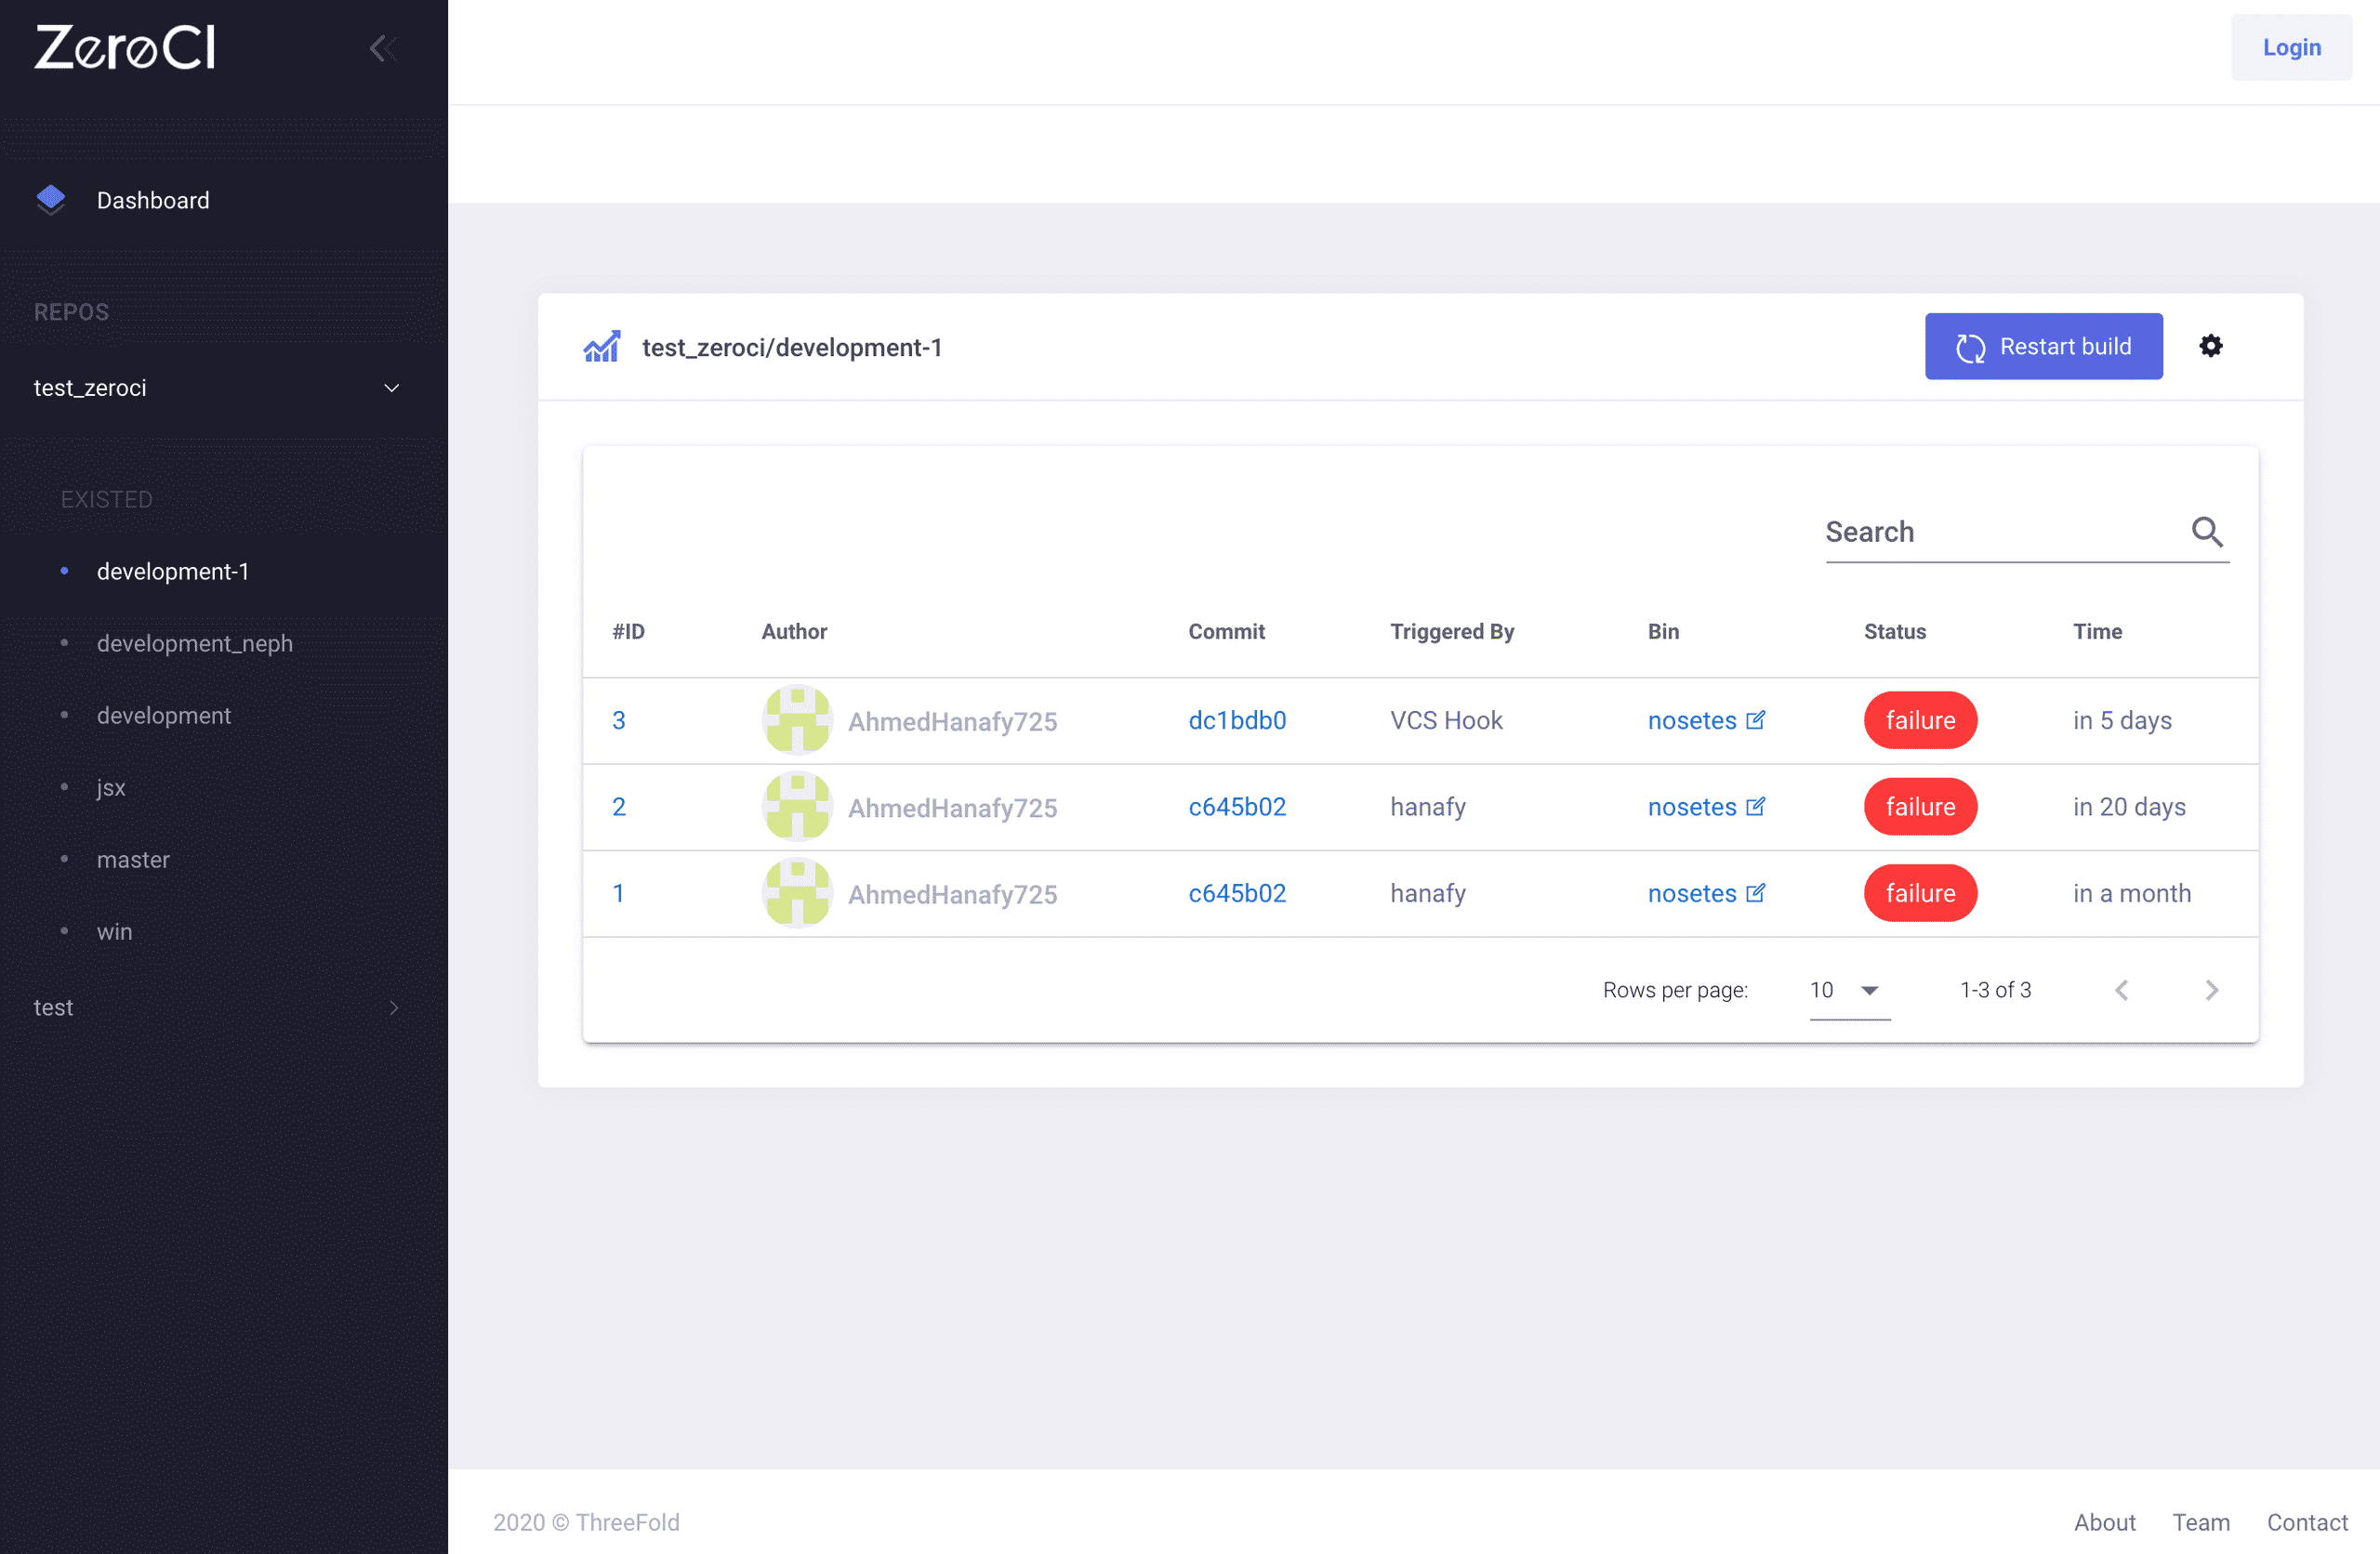 ZeroCI
Login
Dashboard
REPOS
test_zeroci
EXISTED
development-1
development_neph
development
jsx
master
win
test
test_zeroci/development-1
Restart build
Search
#ID Author Commit Triggered By Bin Status Time
3 AhmedHanafy725 dc1bdb0 VCS Hook nosetes failure in 5 days
2 AhmedHanafy725 c645b02 hanafy nosetes failure in 20 days
1 AhmedHanafy725 c645b02 hanafy nosetes failure in a month
Rows per page: 10 1-3 of 3
2020 © ThreeFold
About Team Contact